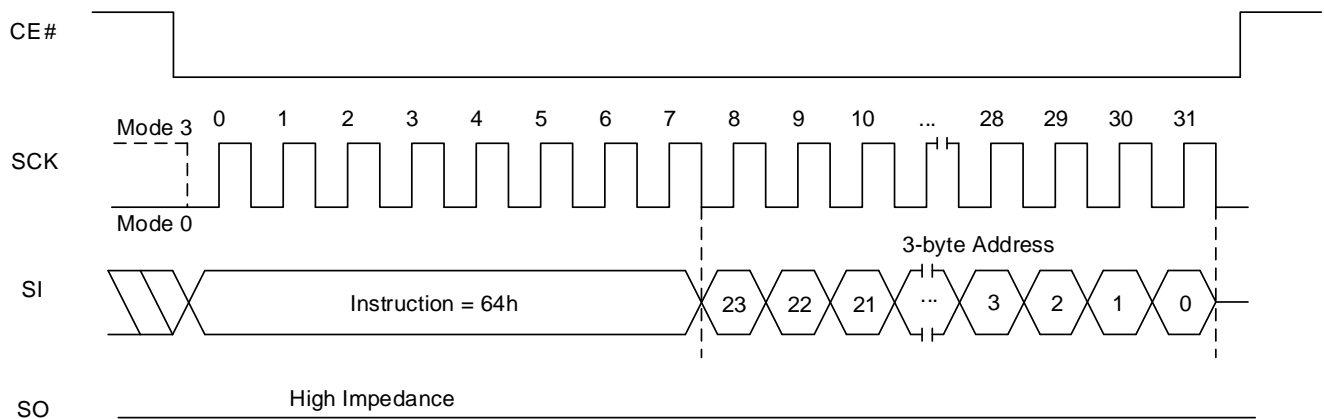 CE#
0 1 2 3 4 5 6 7 8 9 10 ... 28 29 30 31
Mode 3
SCK
Mode 0
3-byte Address
SI
Instruction = 64h
23 22 21 ... 3 2 1 0
High Impedance
SO